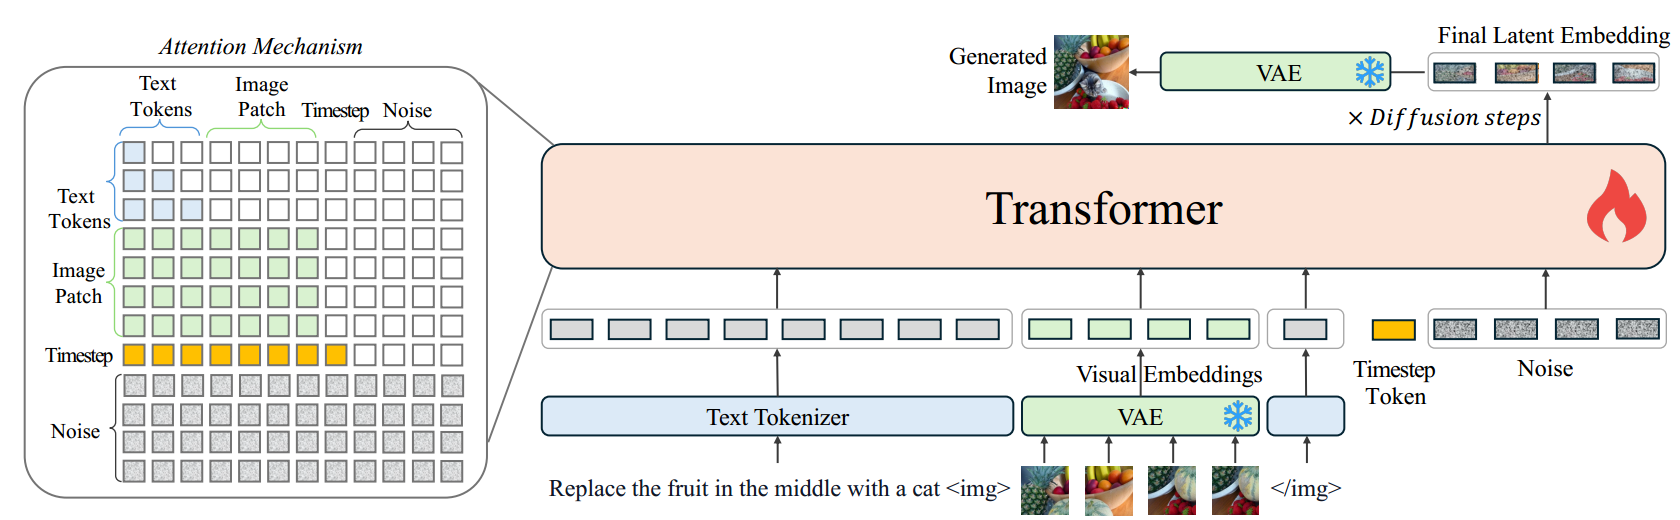 Attention Mechanism
Text
Tokens
Image
Patch
Timestep
Noise
Text
Tokens
Image
Patch
Timestep
Noise
Generated
Image
VAE
Final Latent Embedding
× Diffusion steps
Transformer
Visual Embeddings
Timestep
Token
Noise
Text Tokenizer
VAE
Replace the fruit in the middle with a cat <img>
</img>